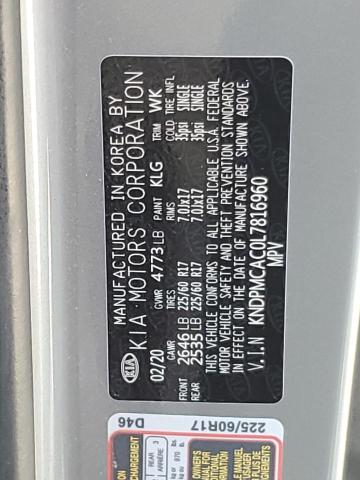 MANUFACTURED IN KOREA BY
KIA MOTORS CORPORATION
KIA
02/20 GVWR 4773LB PAINT KLG TRIM WK
GAWR TIRES RIMS COLD TIRE INFL
FRONT 2646LB 225/60 R17 7.0Jx17 35psi SINGLE
REAR 2535LB 225/60 R17 7.0Jx17 35psi SINGLE
THIS VEHICLE CONFORMS TO ALL APPLICABLE U.S.A FEDERAL
MOTOR VEHICLE SAFETY AND THEFT PREVENTION STANDARDS
IN EFFECT ON THE DATE OF MANUFACTURE SHOWN ABOVE.
V.I.N KNDPMCAC0L7816960
MPV
D46
225/60R17
REAR 3